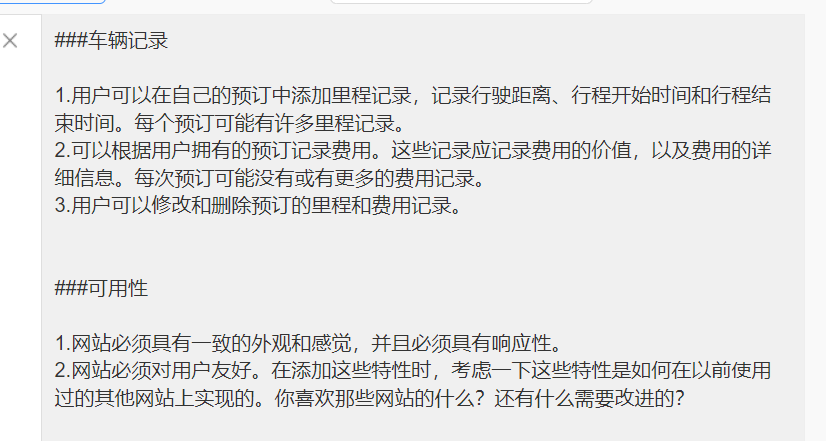 ###车辆记录
1.用户可以在自己的预订中添加里程记录，记录行驶距离、行程开始时间和行程结
束时间。每个预订可能有许多里程记录。
2.可以根据用户拥有的预订记录费用。这些记录应记录费用的价值，以及费用的详
细信息。每次预订可能没有或有更多的费用记录。
3.用户可以修改和删除预订的里程和费用记录。
###可用性
1.网站必须具有一致的外观和感觉，并且必须具有响应性。
2.网站必须对用户友好。在添加这些特性时，考虑一下这些特性是如何在以前使用
过的其他网站上实现的。你喜欢那些网站的什么？还有什么需要改进的？